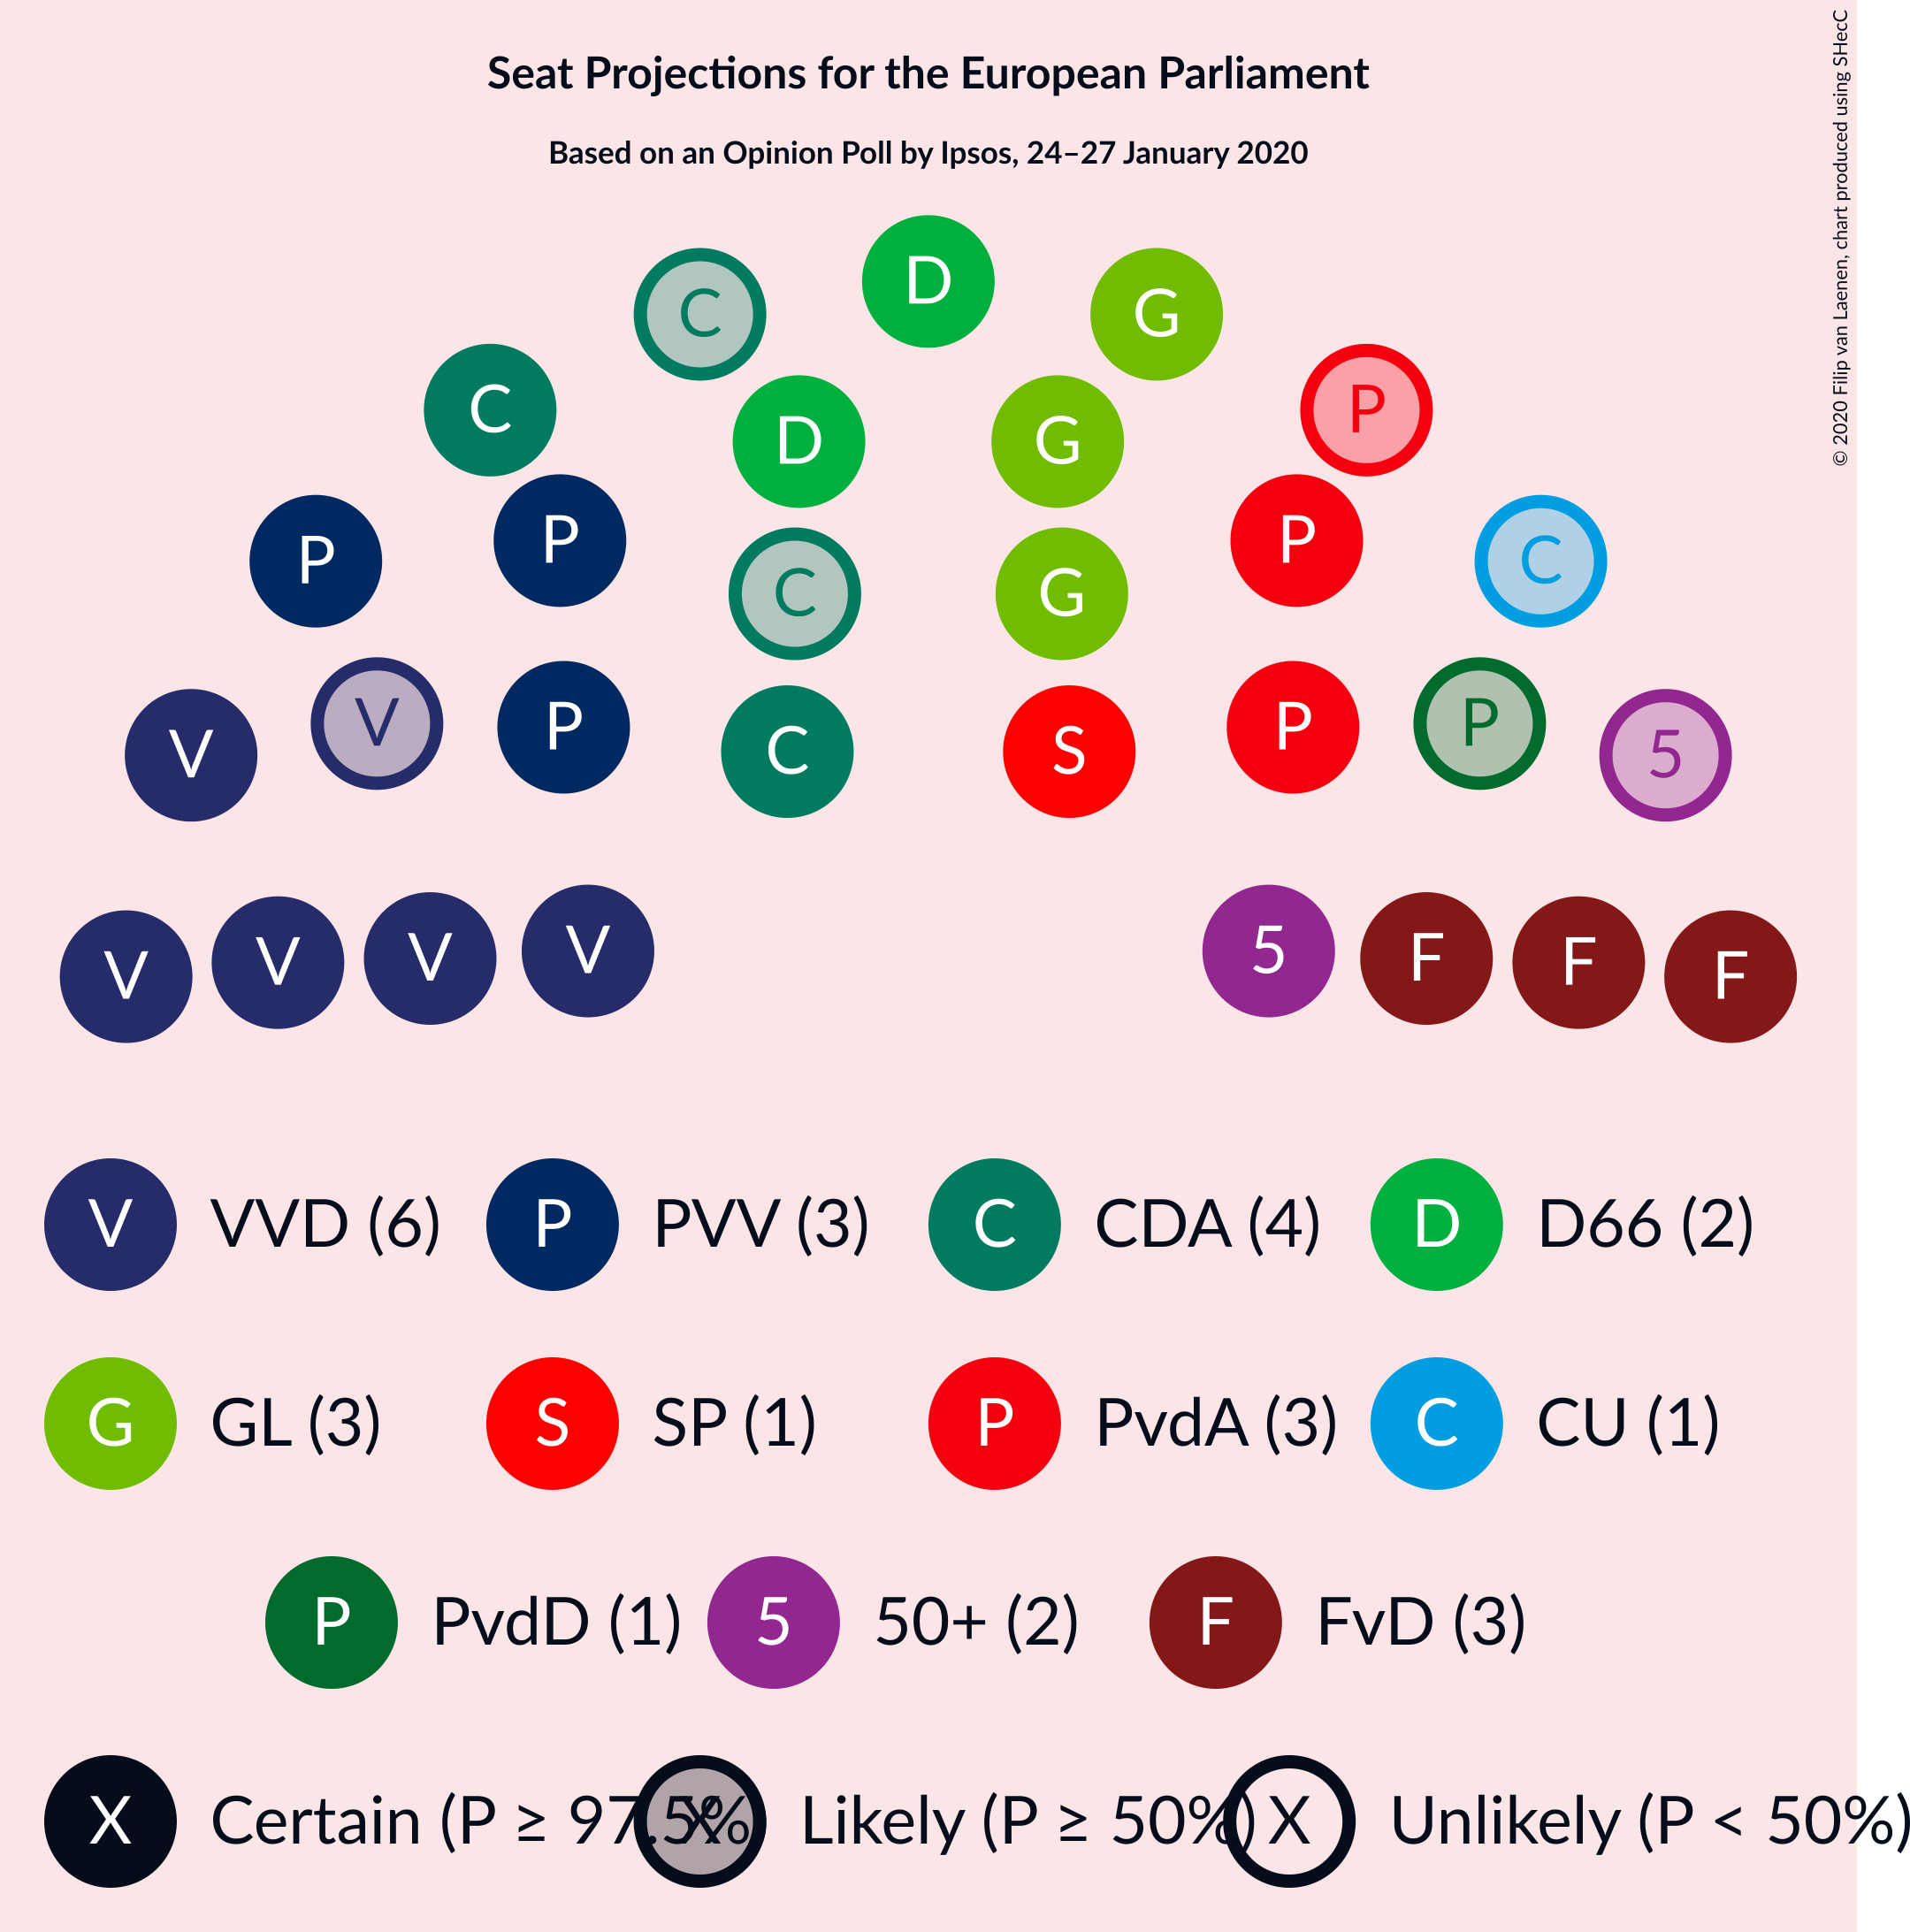 Seat Projections for the European Parliament
Based on an Opinion Poll by Ipsos, 24–27 January 2020
© 2020 Filip van Laenen, chart produced using SHecC
D
C G
C P
D G
P P P C
C G
V V P C S P P 5
V V V V 5 F F F
V VVD (6) P PVV (3) C CDA (4) D D66 (2)
G GL (3) S SP (1) P PvdA (3) C CU (1)
P PvdD (1) 5 50+ (2) F FvD (3)
X Certain (P ≥ 97.5% X Likely (P ≥ 50%) X Unlikely (P < 50%)